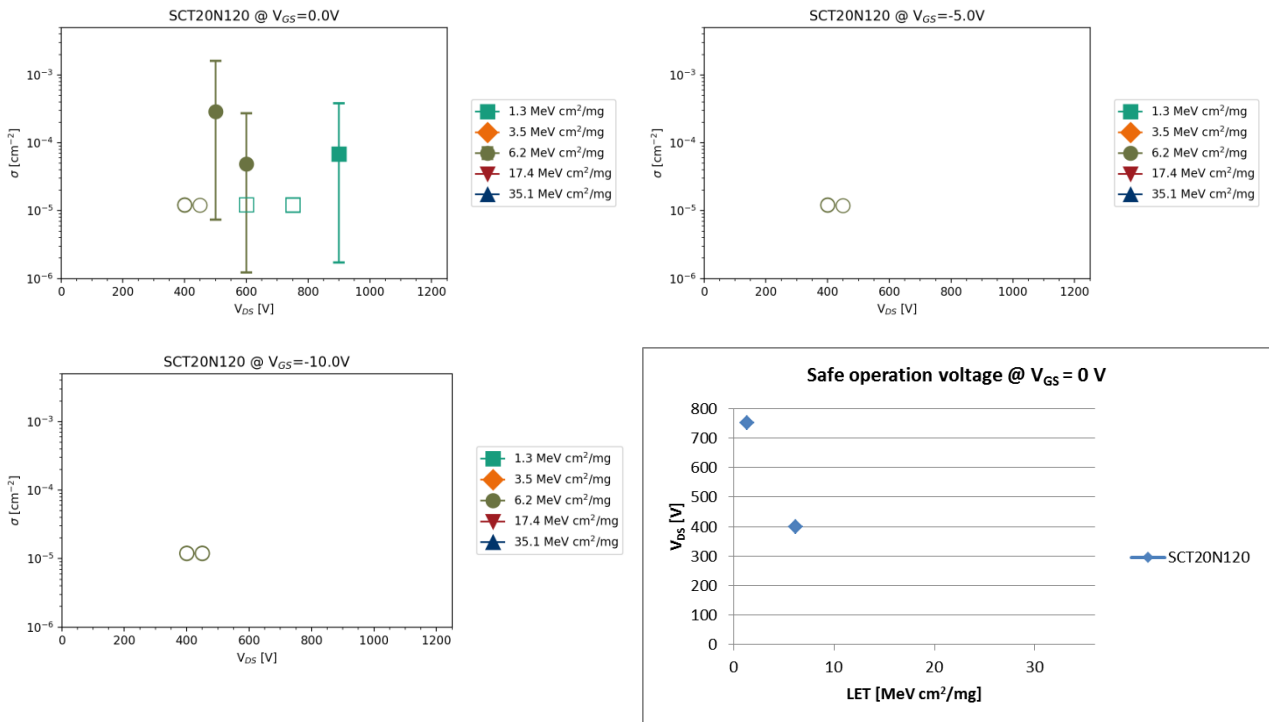 SCT20N120 @ V_GS=0.0V
10⁻³
10⁻⁴
10⁻⁵
10⁻⁶
σ [cm⁻²]
0 200 400 600 800 1000 1200
V_DS [V]
1.3 MeV cm²/mg
3.5 MeV cm²/mg
6.2 MeV cm²/mg
17.4 MeV cm²/mg
35.1 MeV cm²/mg
SCT20N120 @ V_GS=-5.0V
10⁻³
10⁻⁴
10⁻⁵
10⁻⁶
σ [cm⁻²]
0 200 400 600 800 1000 1200
V_DS [V]
1.3 MeV cm²/mg
3.5 MeV cm²/mg
6.2 MeV cm²/mg
17.4 MeV cm²/mg
35.1 MeV cm²/mg
SCT20N120 @ V_GS=-10.0V
10⁻³
10⁻⁴
10⁻⁵
10⁻⁶
σ [cm⁻²]
0 200 400 600 800 1000 1200
V_DS [V]
1.3 MeV cm²/mg
3.5 MeV cm²/mg
6.2 MeV cm²/mg
17.4 MeV cm²/mg
35.1 MeV cm²/mg
Safe operation voltage @ V_GS = 0 V
800
700
600
500
400
300
200
100
0
V_DS [V]
0 10 20 30
LET [MeV cm²/mg]
SCT20N120